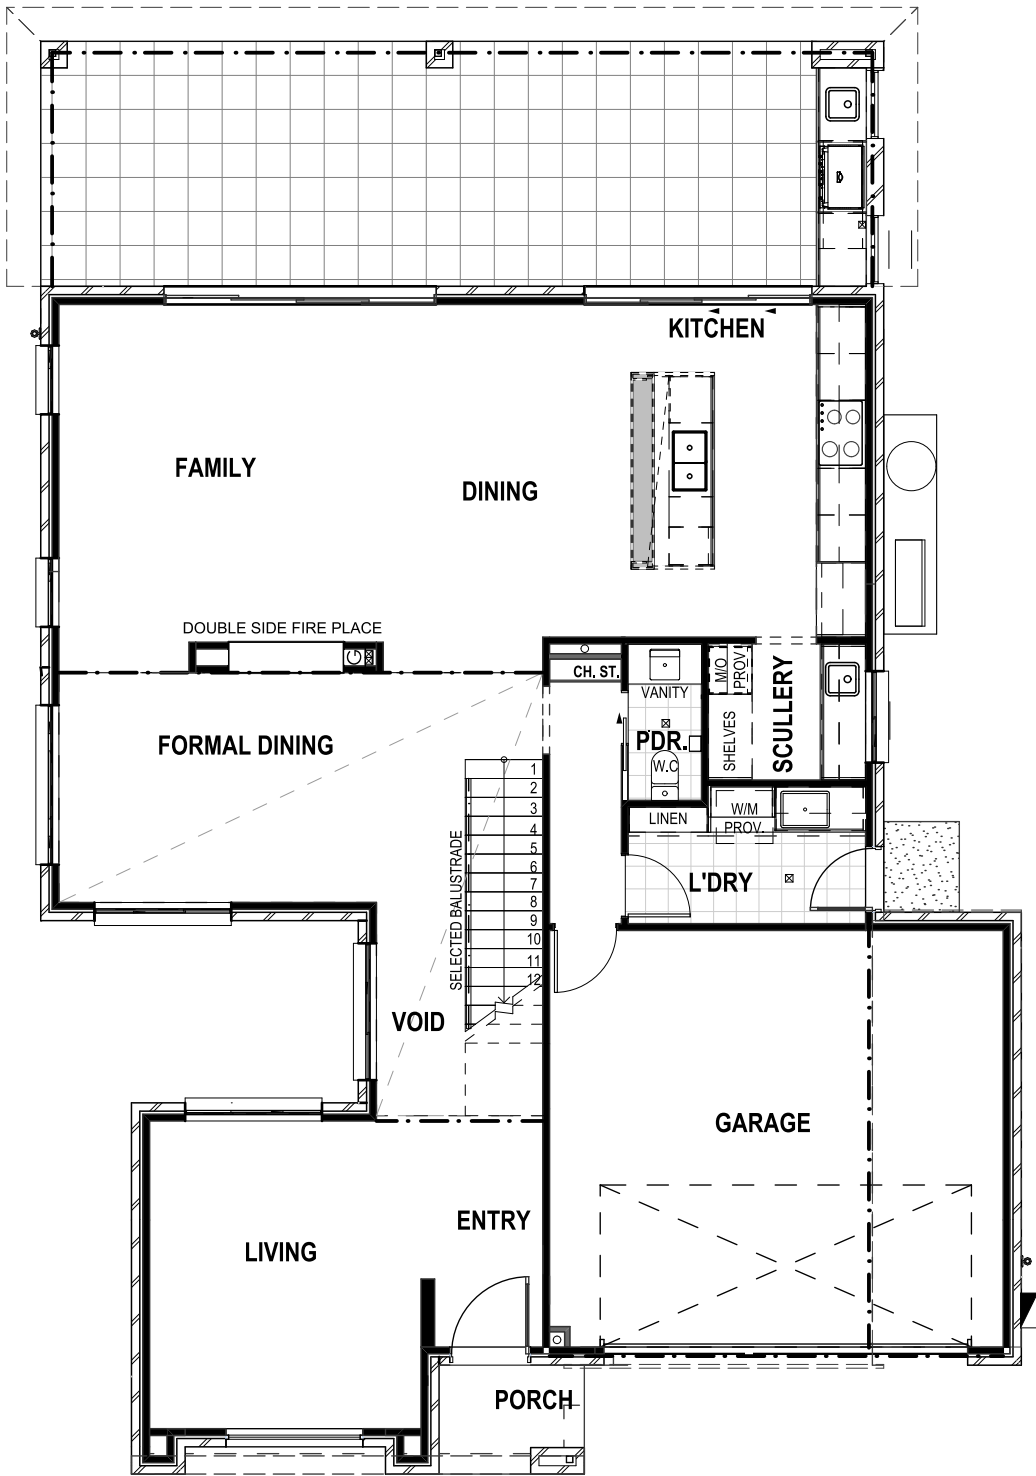 KITCHEN
FAMILY
DINING
DOUBLE SIDE FIRE PLACE
G
CH. ST.
VANITY
M/O
PROV
SCULLERY
SHELVES
FORMAL DINING
PDR.
W.C
1
2
3
4
5
6
7
8
9
10
11
12
SELECTED BALUSTRADE
LINEN
W/M
PROV.
L'DRY
VOID
GARAGE
ENTRY
LIVING
PORCH